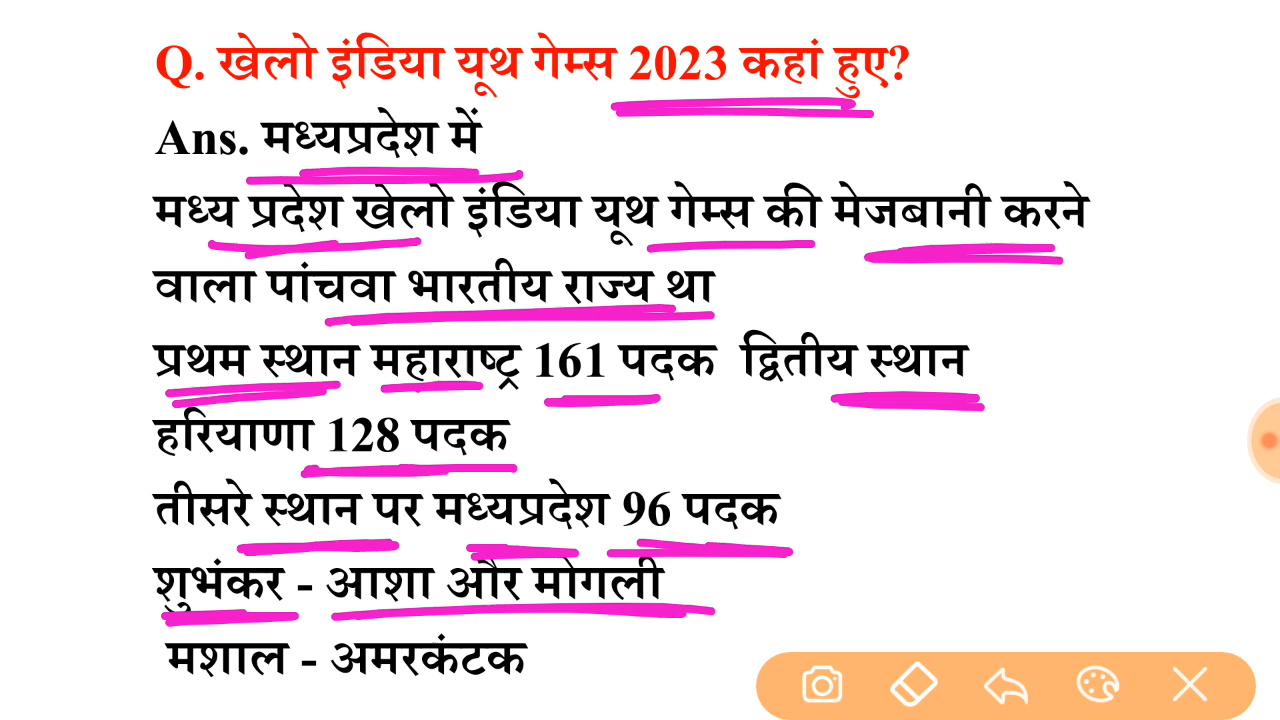 Q. खेलो इंडिया यूथ गेम्स 2023 कहां हुए?
Ans. मध्यप्रदेश में
मध्य प्रदेश खेलो इंडिया यूथ गेम्स की मेजबानी करने
वाला पांचवा भारतीय राज्य था
प्रथम स्थान महाराष्ट्र 161 पदक द्वितीय स्थान
हरियाणा 128 पदक
तीसरे स्थान पर मध्यप्रदेश 96 पदक
शुभंकर - आशा और मोगली
मशाल - अमरकंटक